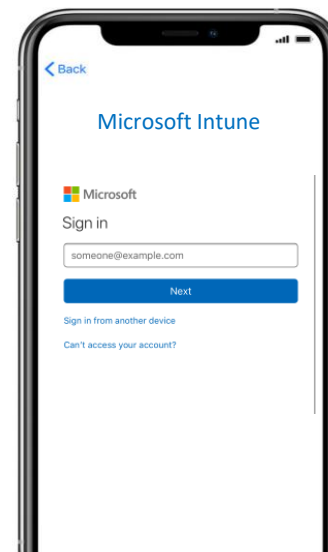 Back
Microsoft Intune
Microsoft
Sign in
someone@example.com
Next
Sign in from another device
Can't access your account?